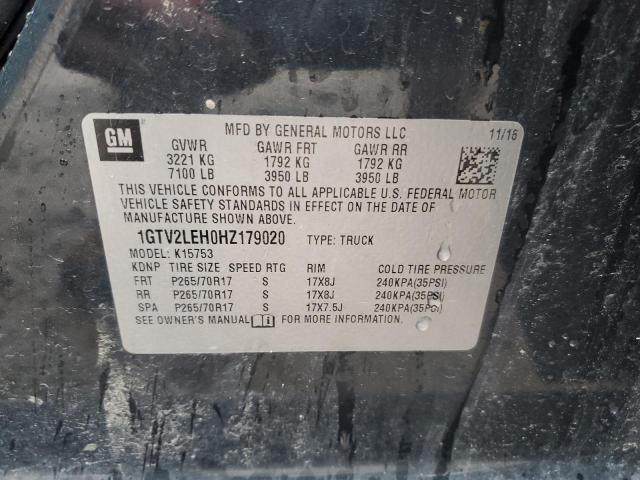 GM
MFD BY GENERAL MOTORS LLC 11/16
GVWR GAWR FRT GAWR RR
3221 KG 1792 KG 1792 KG
7100 LB 3950 LB 3950 LB
THIS VEHICLE CONFORMS TO ALL APPLICABLE U.S. FEDERAL MOTOR
VEHICLE SAFETY STANDARDS IN EFFECT ON THE DATE OF
MANUFACTURE SHOWN ABOVE.
1GTV2LEH0HZ179020 TYPE: TRUCK
MODEL: K15753
KDNP TIRE SIZE SPEED RTG RIM COLD TIRE PRESSURE
FRT P265/70R17 S 17X8J 240KPA(35PSI)
RR P265/70R17 S 17X8J 240KPA(35PSI)
SPA P265/70R17 S 17X7.5J 240KPA(35PSI)
SEE OWNER'S MANUAL FOR MORE INFORMATION.